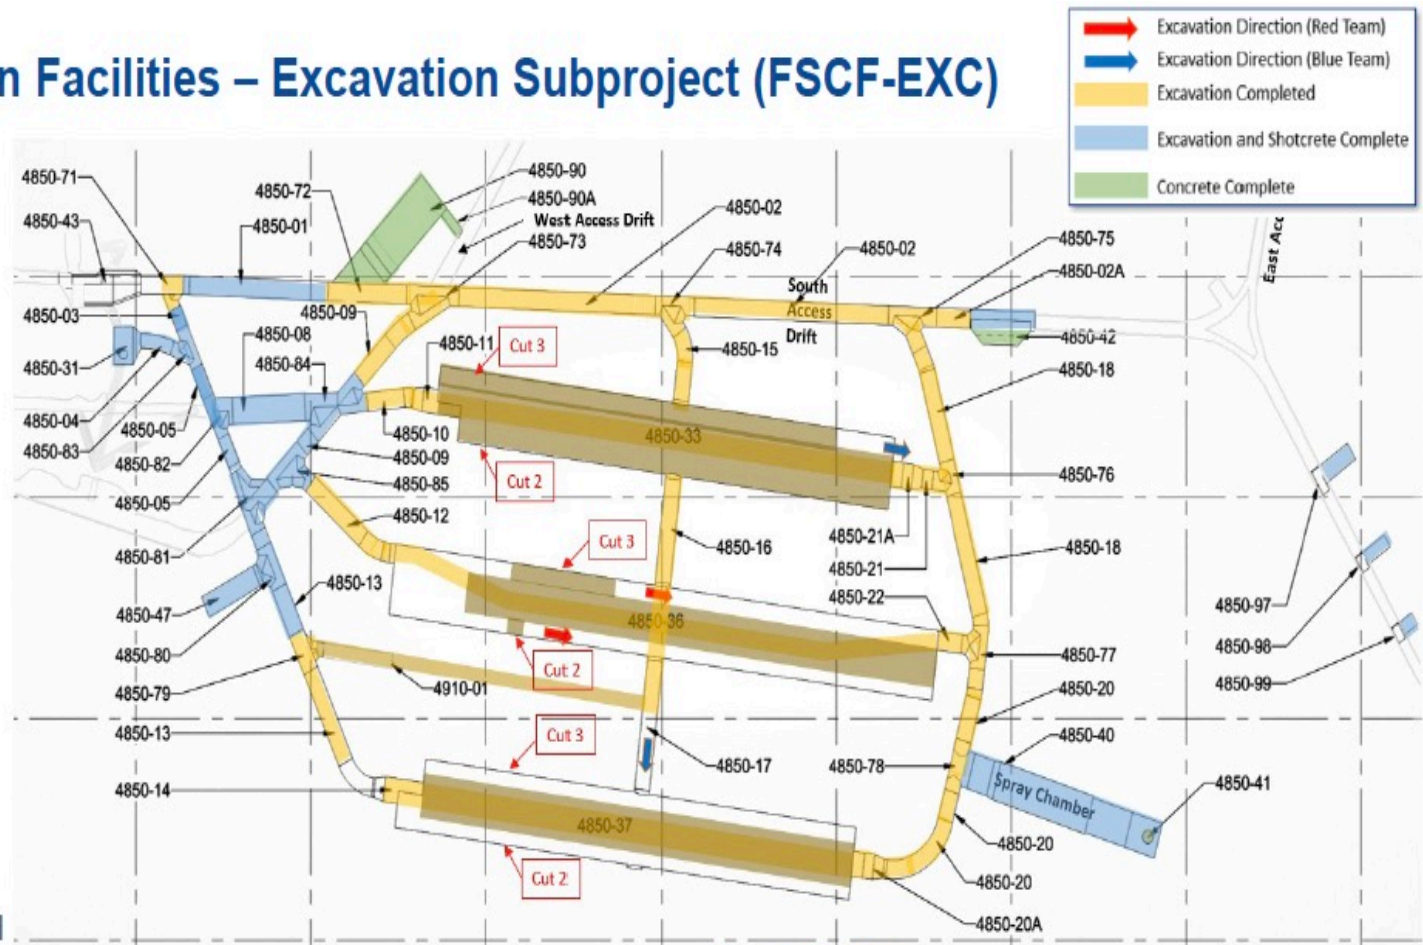 n Facilities – Excavation Subproject (FSCF-EXC)
Excavation Direction (Red Team)
Excavation Direction (Blue Team)
Excavation Completed
Excavation and Shotcrete Complete
Concrete Complete
4850-71
4850-43
4850-72
4850-01
4850-90
4850-90A
West Access Drift
4850-73
4850-02
4850-74
4850-02
4850-75
4850-02A
East Acc
South
Access
Drift
4850-03
4850-09
4850-08
4850-84
4850-11
Cut 3
4850-15
4850-42
4850-31
4850-18
4850-04
4850-05
4850-83
4850-82
4850-10
4850-33
4850-09
4850-85
Cut 2
4850-76
4850-05
4850-12
4850-81
Cut 3
4850-16
4850-21A
4850-21
4850-18
4850-13
4850-22
4850-47
4850-36
4850-97
4850-80
Cut 2
4850-77
4850-98
4850-79
4910-01
4850-20
4850-99
4850-13
Cut 3
4850-40
4850-14
4850-17
4850-78
Spray Chamber
4850-41
4850-37
4850-20
Cut 2
4850-20
4850-20A